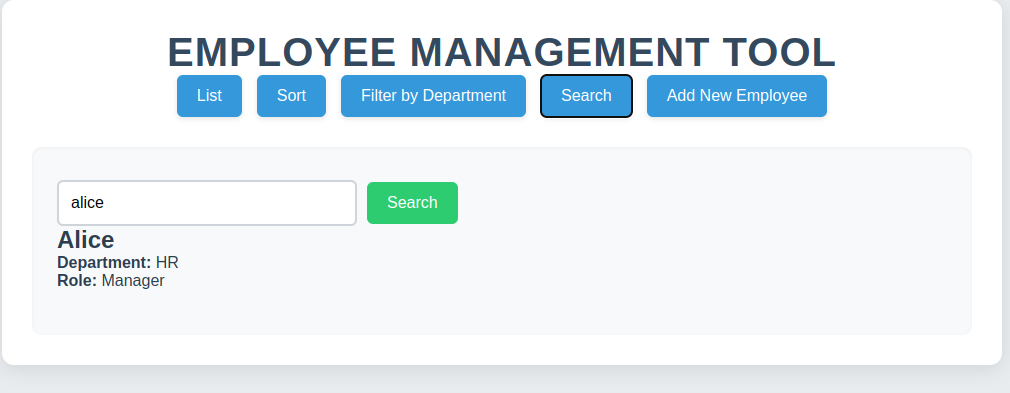 EMPLOYEE MANAGEMENT TOOL
List Sort Filter by Department Search Add New Employee
alice Search
Alice
Department: HR
Role: Manager